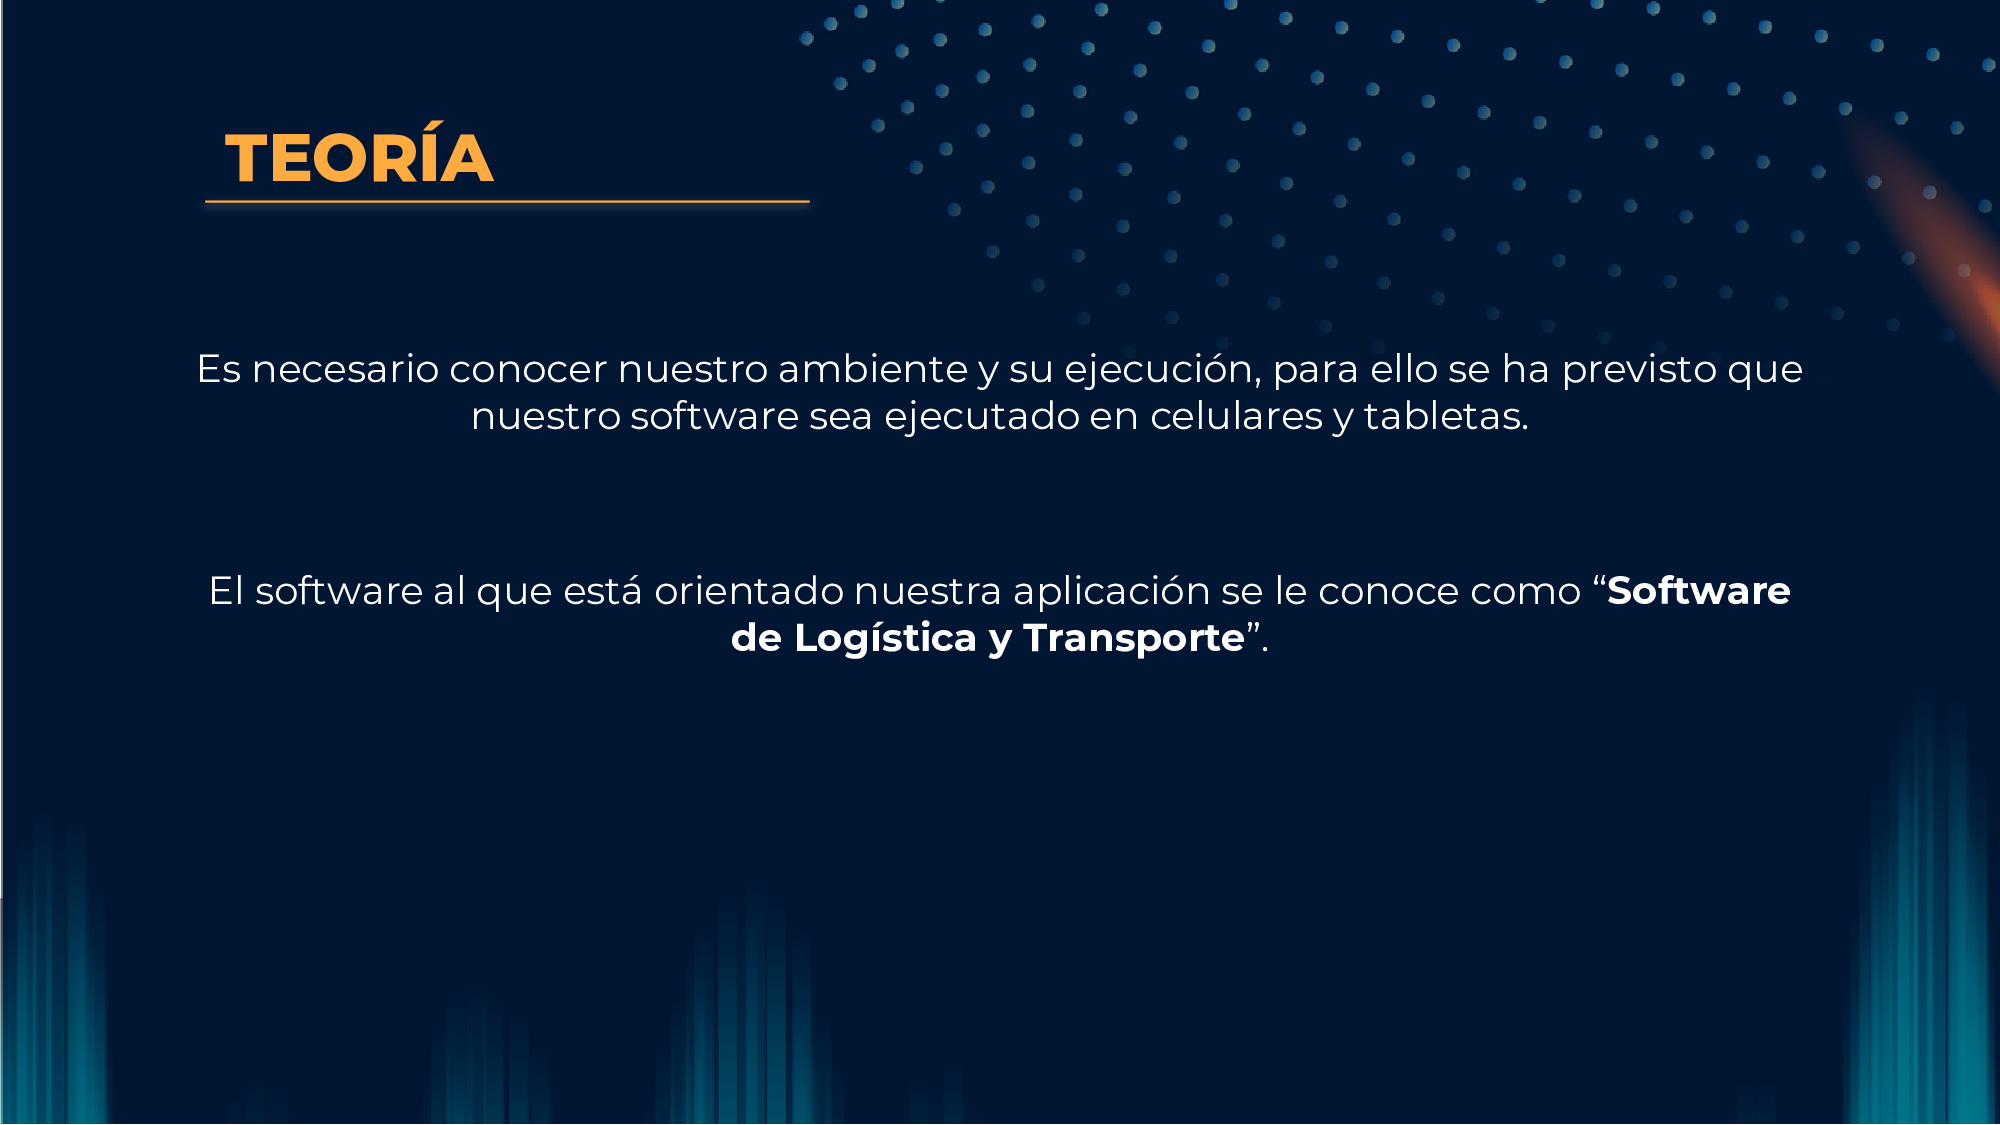 TEORÍA
Es necesario conocer nuestro ambiente y su ejecución, para ello se ha previsto que
nuestro software sea ejecutado en celulares y tabletas.
El software al que está orientado nuestra aplicación se le conoce como “Software
de Logística y Transporte”.